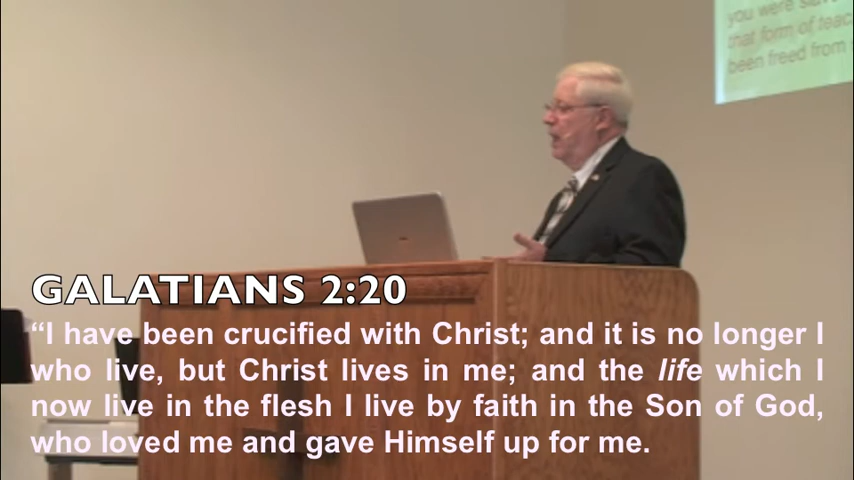 you were slave
that form of teac
been freed from s
GALATIANS 2:20
“I have been crucified with Christ; and it is no longer I
who live, but Christ lives in me; and the life which I
now live in the flesh I live by faith in the Son of God,
who loved me and gave Himself up for me.